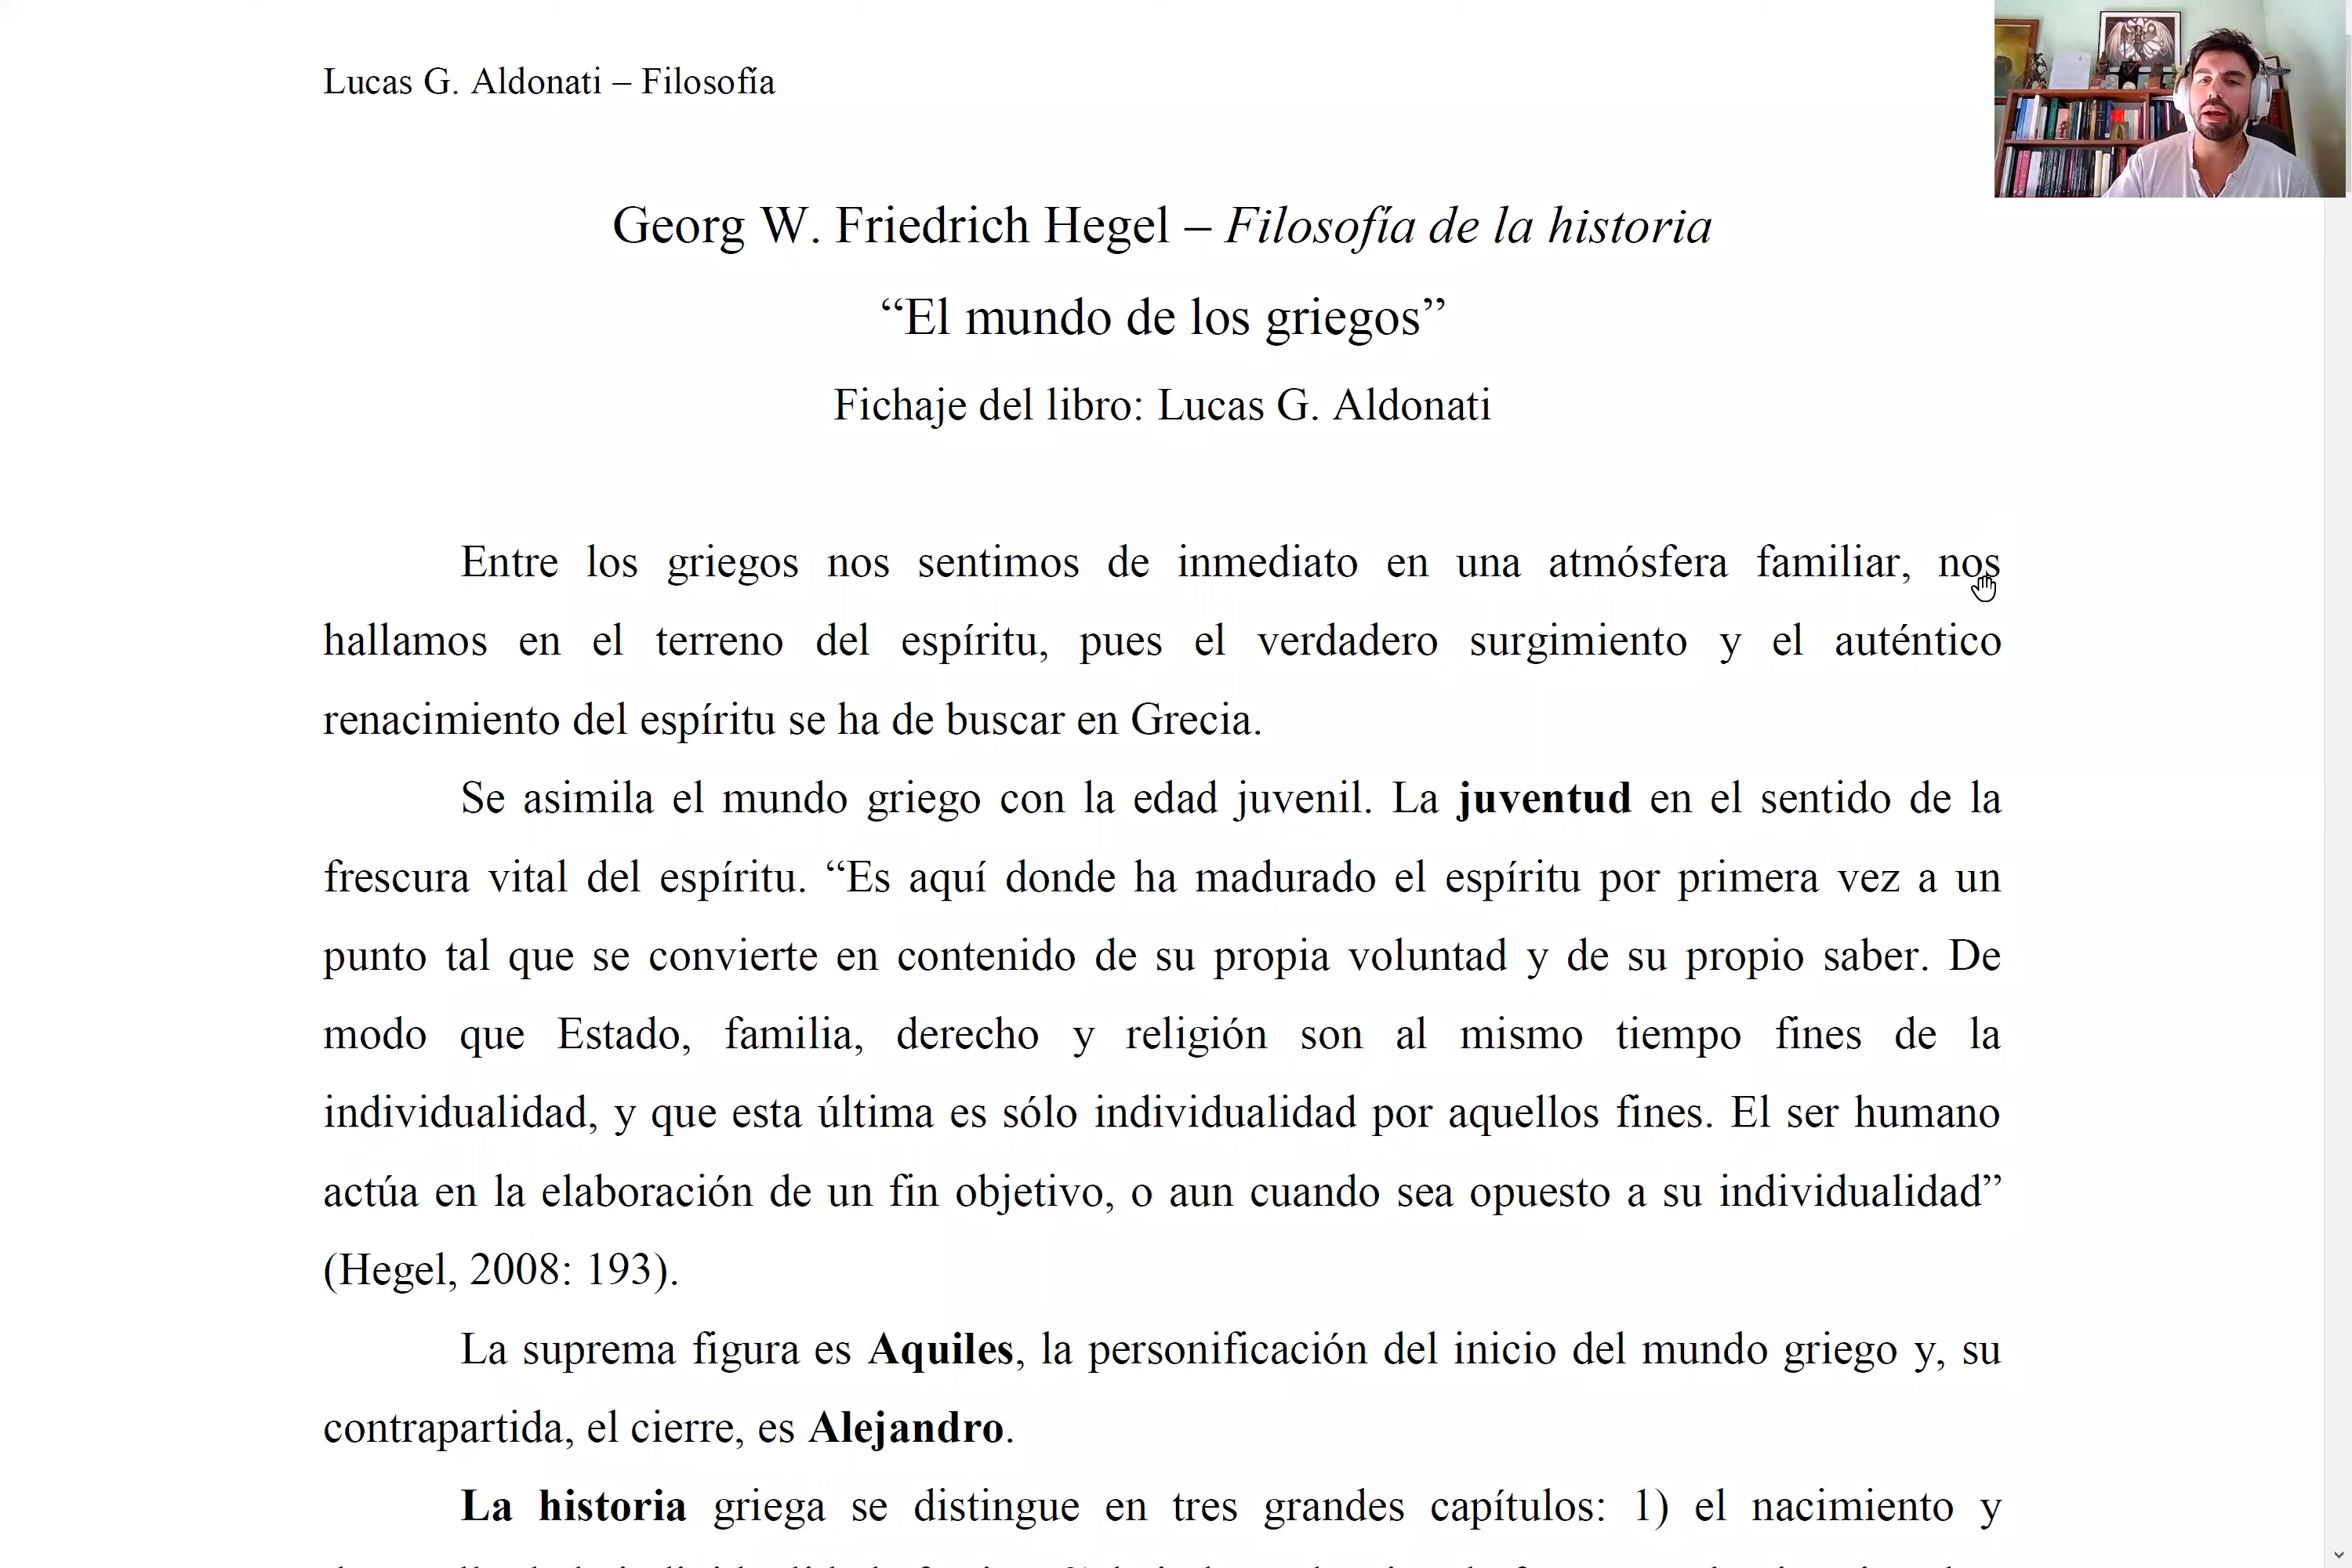 Lucas G. Aldonati – Filosofía
Georg W. Friedrich Hegel – Filosofía de la historia
“El mundo de los griegos”
Fichaje del libro: Lucas G. Aldonati
Entre los griegos nos sentimos de inmediato en una atmósfera familiar, nos
hallamos en el terreno del espíritu, pues el verdadero surgimiento y el auténtico
renacimiento del espíritu se ha de buscar en Grecia.
Se asimila el mundo griego con la edad juvenil. La juventud en el sentido de la
frescura vital del espíritu. “Es aquí donde ha madurado el espíritu por primera vez a un
punto tal que se convierte en contenido de su propia voluntad y de su propio saber. De
modo que Estado, familia, derecho y religión son al mismo tiempo fines de la
individualidad, y que esta última es sólo individualidad por aquellos fines. El ser humano
actúa en la elaboración de un fin objetivo, o aun cuando sea opuesto a su individualidad”
(Hegel, 2008: 193).
La suprema figura es Aquiles, la personificación del inicio del mundo griego y, su
contrapartida, el cierre, es Alejandro.
La historia griega se distingue en tres grandes capítulos: 1) el nacimiento y